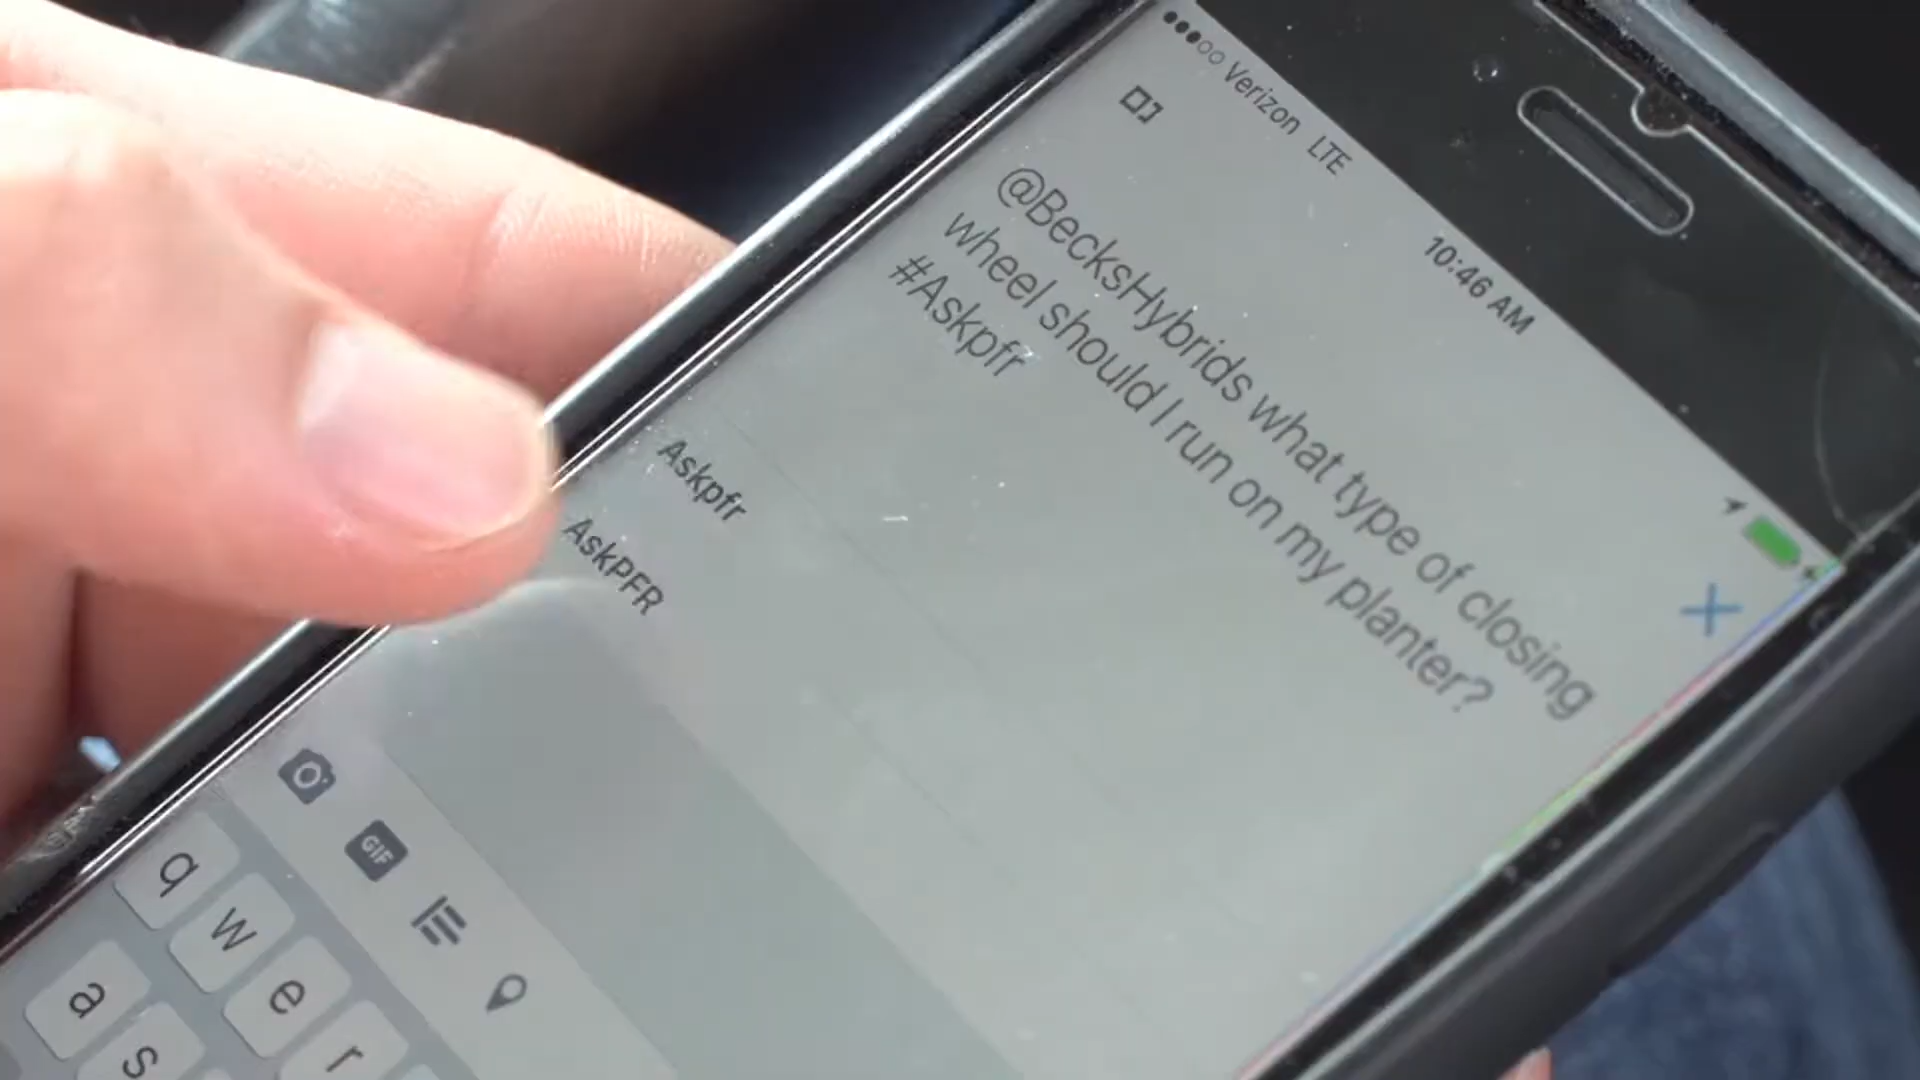 Verizon LTE
10:46 AM
@BecksHybrids what type of closing
wheel should I run on my planter?
#Askpfr
Askpfr
AskPFR
GIF
q w e r
a s